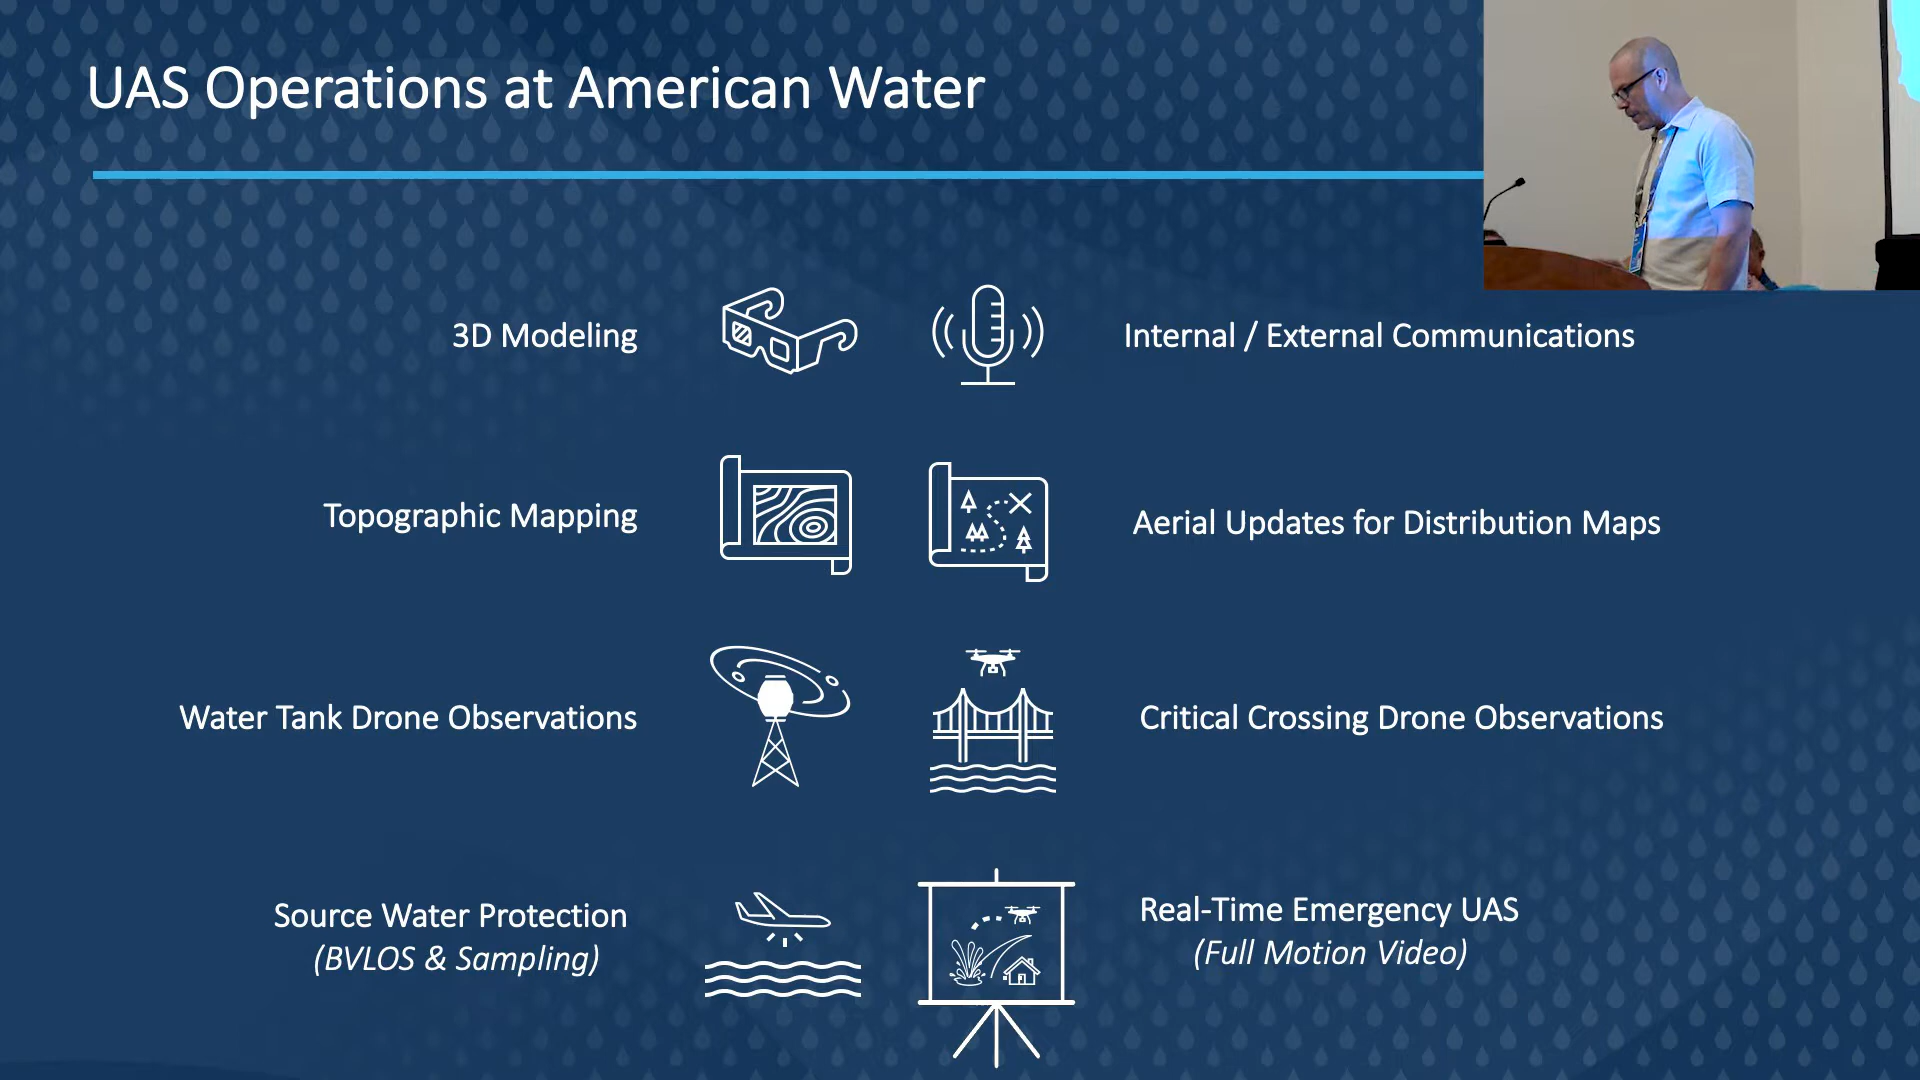 UAS Operations at American Water
3D Modeling
Internal / External Communications
Topographic Mapping
Aerial Updates for Distribution Maps
Water Tank Drone Observations
Critical Crossing Drone Observations
Source Water Protection
(BVLOS & Sampling)
Real-Time Emergency UAS
(Full Motion Video)